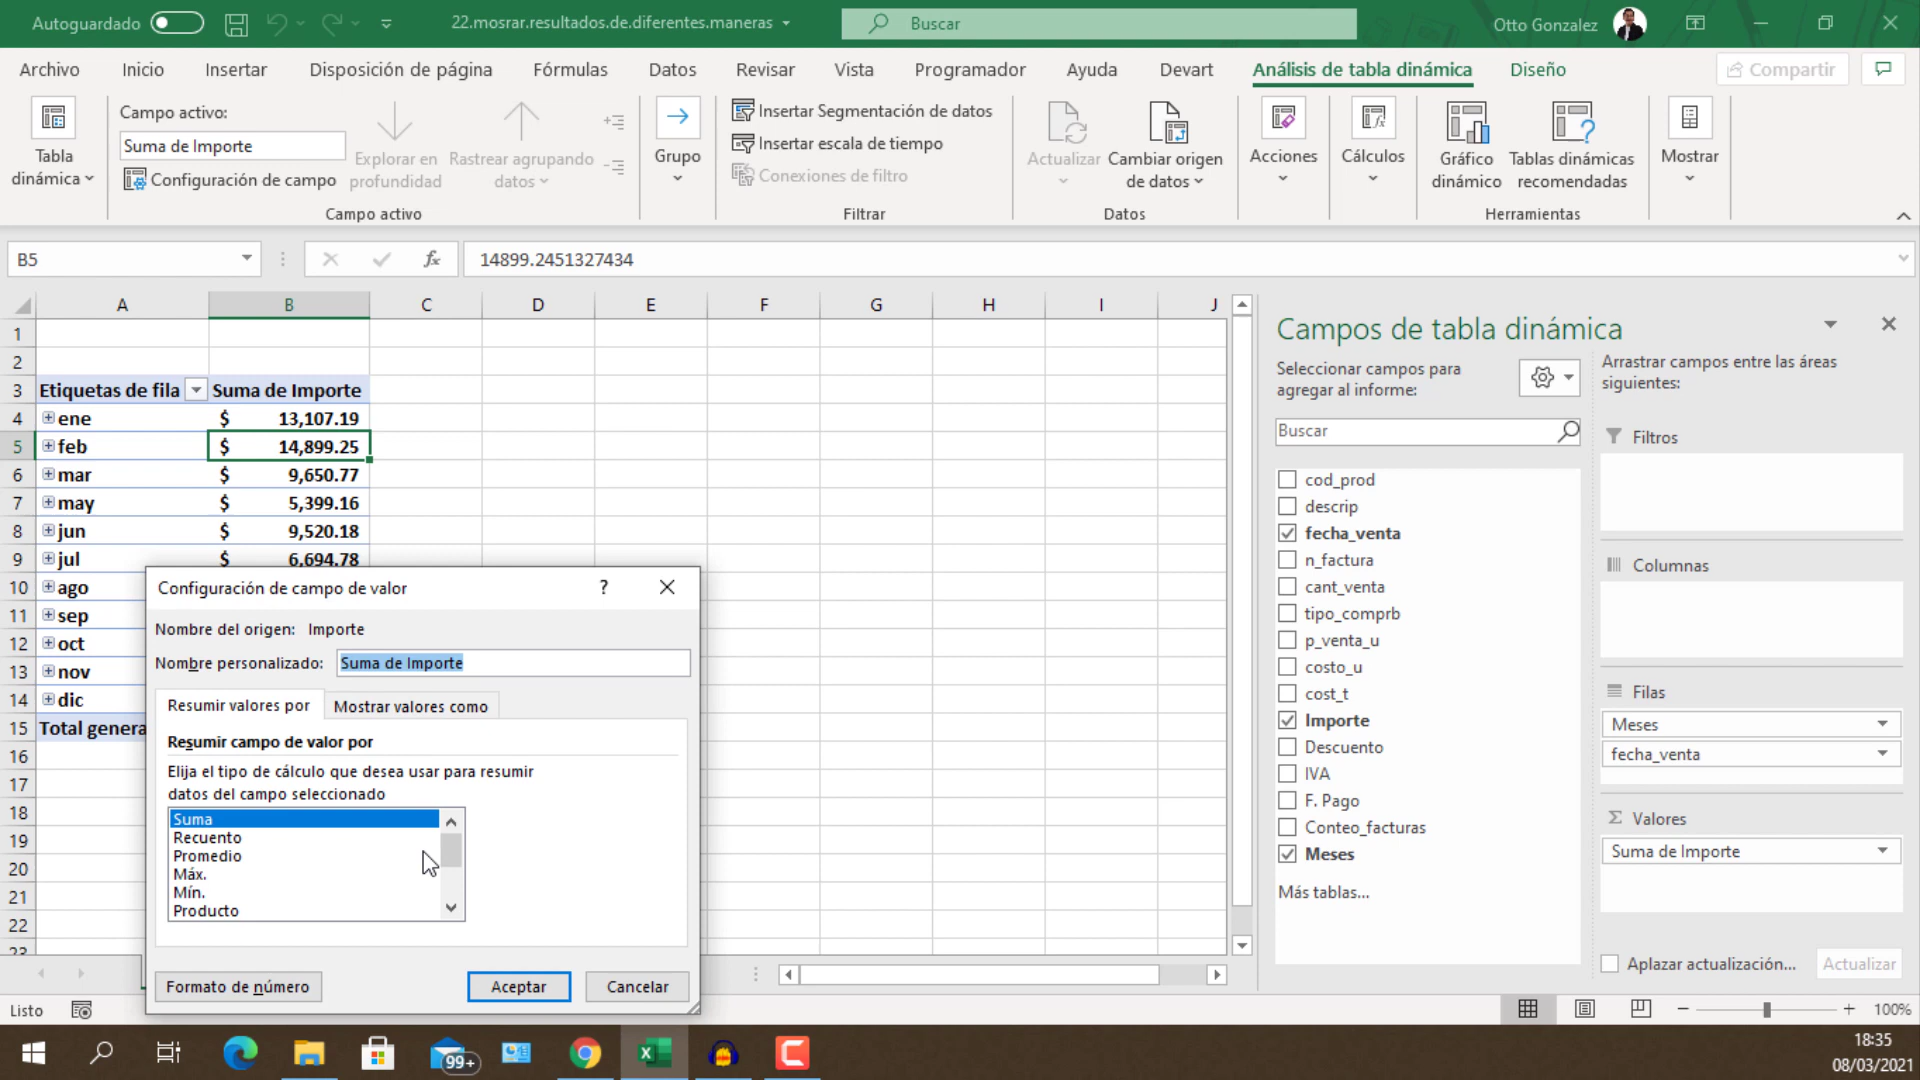 Autoguardado
22.mosrar.resultados.de.diferentes.maneras
Buscar
Otto Gonzalez
Archivo
Inicio
Insertar
Disposición de página
Fórmulas
Datos
Revisar
Vista
Programador
Ayuda
Devart
Análisis de tabla dinámica
Diseño
Compartir
Tabla
dinámica
Campo activo:
Suma de Importe
Configuración de campo
Explorar en
profundidad
Rastrear agrupando
datos
Campo activo
Grupo
Insertar Segmentación de datos
Insertar escala de tiempo
Conexiones de filtro
Filtrar
Actualizar
Cambiar origen
de datos
Datos
Acciones
Cálculos
Gráfico
dinámico
Tablas dinámicas
recomendadas
Herramientas
Mostrar
B5
fx
14899.2451327434
A B C D E F G H I J
1
2
3 Etiquetas de fila Suma de Importe
4 ene $ 13,107.19
5 feb $ 14,899.25
6 mar $ 9,650.77
7 may $ 5,399.16
8 jun $ 9,520.18
9 jul $ 6,694.78
10 ago
11 sep
12 oct
13 nov
14 dic
15 Total genera
16
17
18
19
20
21
22
23
Configuración de campo de valor
?
Nombre del origen: Importe
Nombre personalizado: Suma de Importe
Resumir valores por
Mostrar valores como
Resumir campo de valor por
Elija el tipo de cálculo que desea usar para resumir
datos del campo seleccionado
Suma
Recuento
Promedio
Máx.
Mín.
Producto
Formato de número
Aceptar
Cancelar
Campos de tabla dinámica
Seleccionar campos para
agregar al informe:
Buscar
cod_prod
descrip
fecha_venta
n_factura
cant_venta
tipo_comprb
p_venta_u
costo_u
cost_t
Importe
Descuento
IVA
F. Pago
Conteo_facturas
Meses
Más tablas...
Arrastrar campos entre las áreas
siguientes:
Filtros
Columnas
Filas
Meses
fecha_venta
Σ Valores
Suma de Importe
Aplazar actualización...
Actualizar
Listo
100%
99+
18:35
08/03/2021